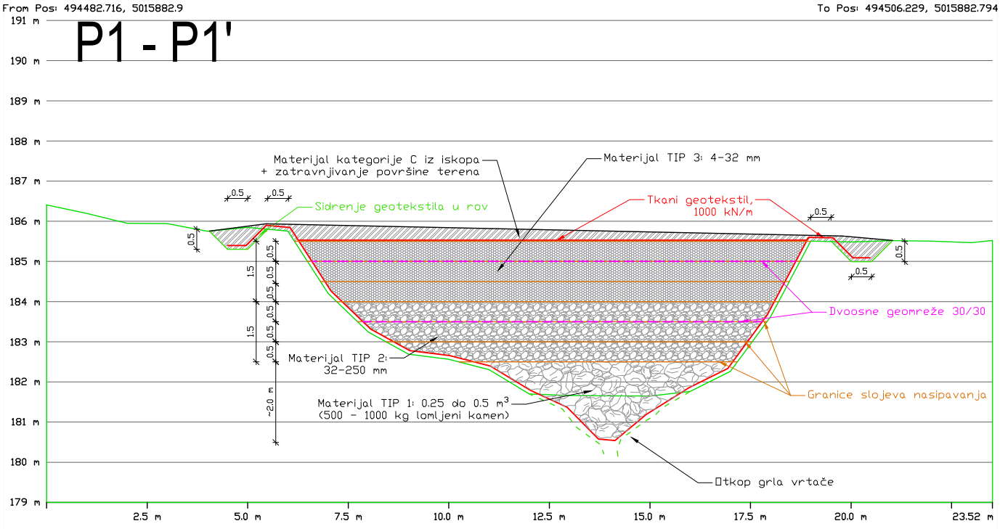 From Pos: 494482.716, 5015882.9
To Pos: 494506.229, 5015882.794
191 m
P1 - P1'
190 m
189 m
188 m
187 m
186 m
185 m
184 m
183 m
182 m
181 m
180 m
179 m
Materijal kategorije C iz iskopa
+ zatravnjivanje površine terena
Materijal TIP 3: 4-32 mm
0.5
0.5
Sidrenje geotekstila u rov
Tkani geotekstil,
1000 kN/m
0.5
0.5
0.5
0.5
1.5
0.5
0.5
0.5
0.5
0.5
1.5
0.5
0.5
Dvoosne geomreže 30/30
Materijal TIP 2:
32-250 mm
~2.0 m
Materijal TIP 1: 0.25 do 0.5 m³
(500 - 1000 kg lomljeni kamen)
Granice slojeva nasipavanja
Otkop grla vrtače
2.5 m
5.0 m
7.5 m
10.0 m
12.5 m
15.0 m
17.5 m
20.0 m
23.52 m